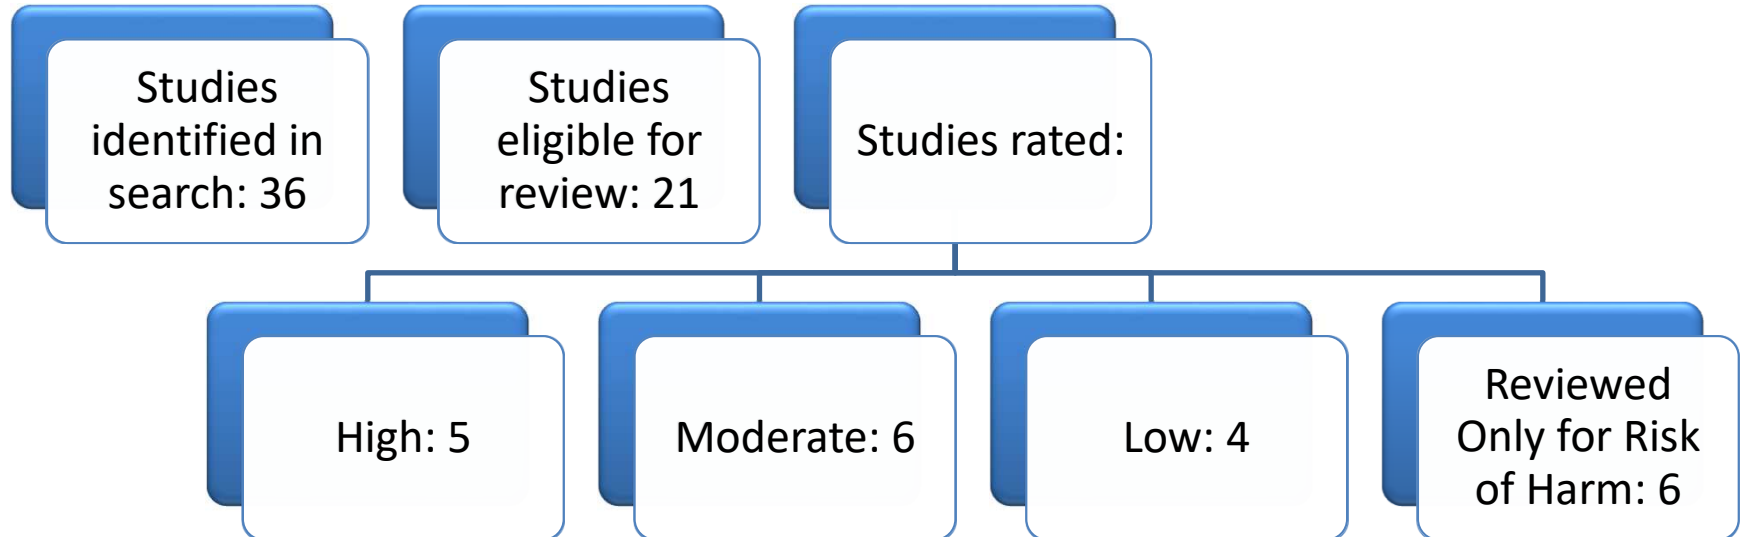 Studies
identified in
search: 36
Studies
eligible for
review: 21
Studies rated:
High: 5
Moderate: 6
Low: 4
Reviewed
Only for Risk
of Harm: 6